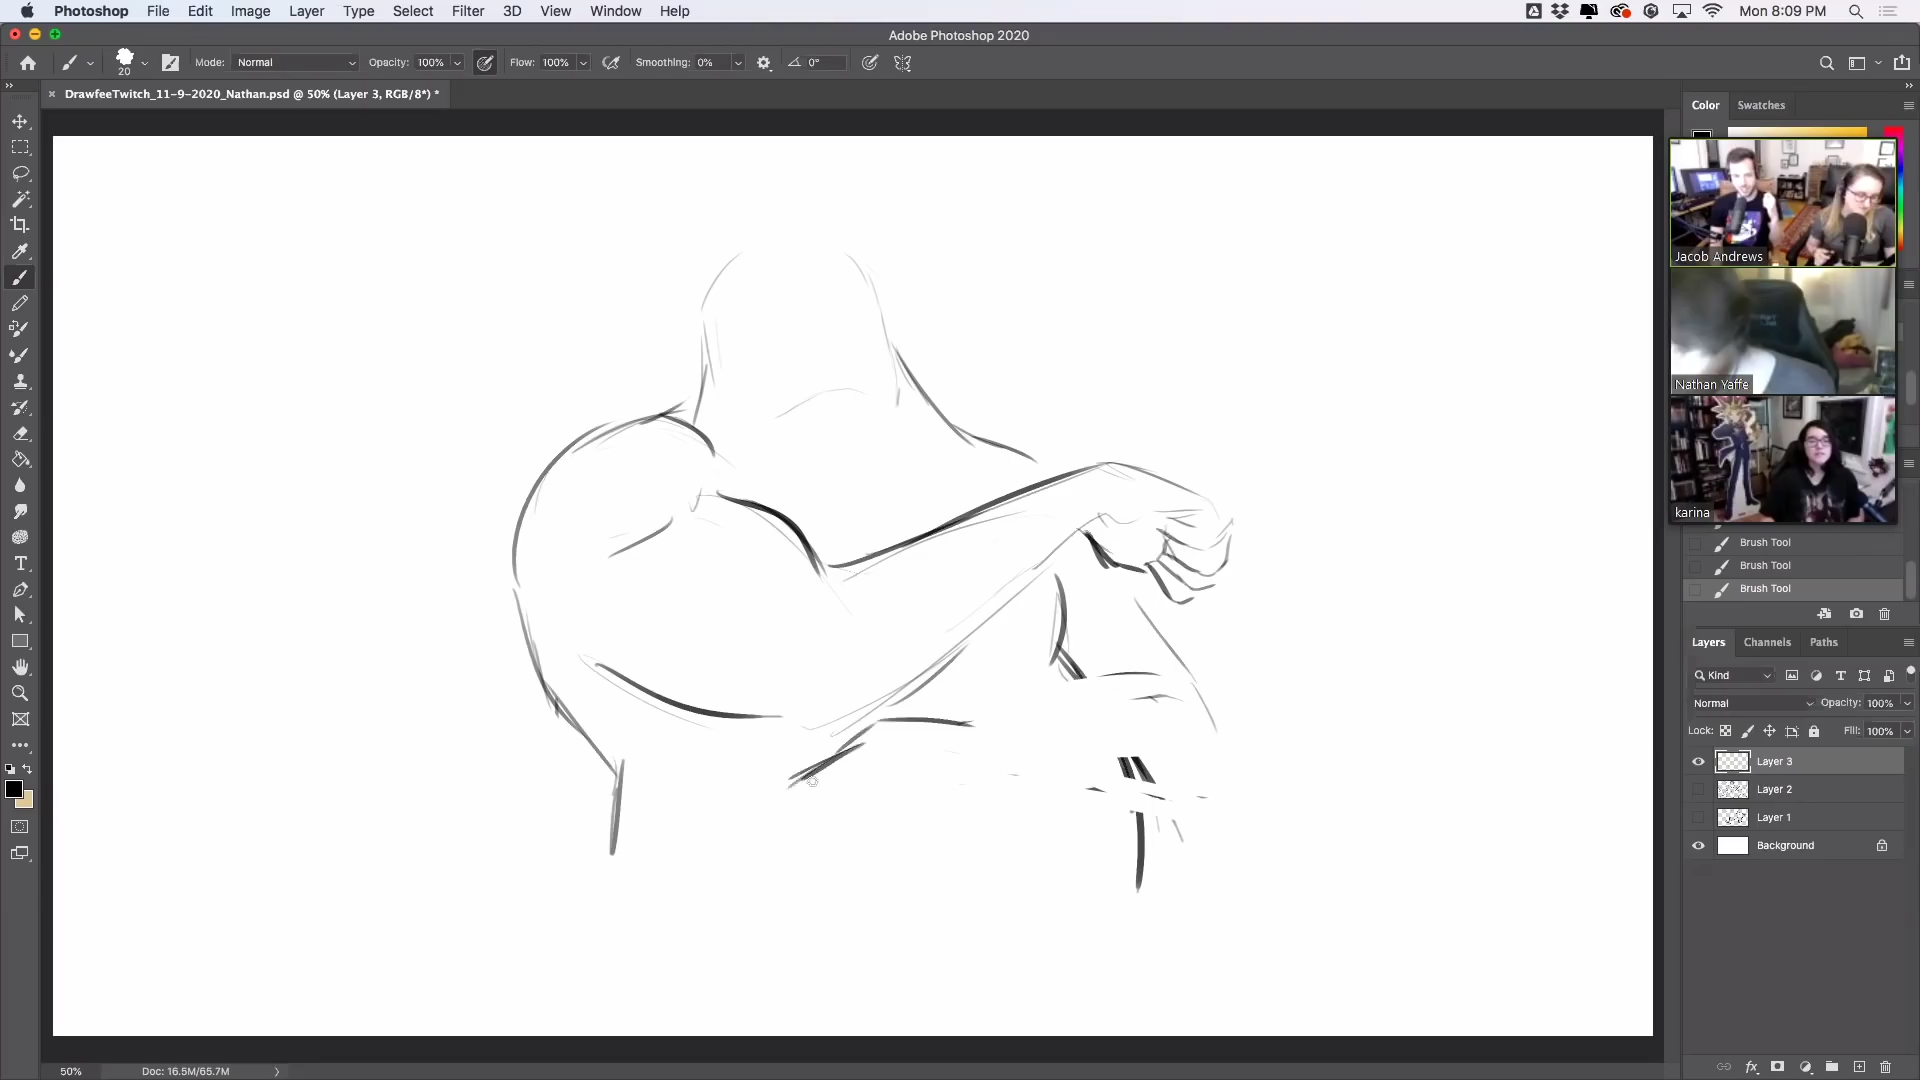 Photoshop File Edit Image Layer Type Select Filter 3D View Window Help Mon 8:09 PM
Adobe Photoshop 2020
20 Mode: Normal Opacity: 100% Flow: 100% Smoothing: 0% 0°
DrawfeeTwitch_11-9-2020_Nathan.psd @ 50% (Layer 3, RGB/8*) *
Color Swatches
Jacob Andrews
Nathan Yaffe
karina
Brush Tool
Brush Tool
Brush Tool
Layers Channels Paths
Kind
Normal Opacity: 100%
Lock: Fill: 100%
Layer 3
Layer 2
Layer 1
Background
50% Doc: 16.5M/65.7M